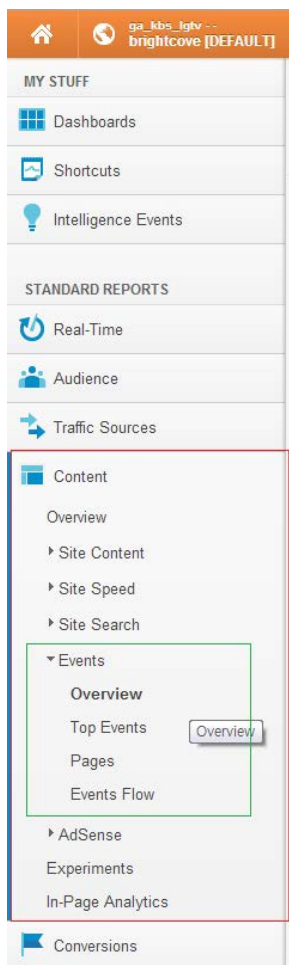 ga_kbs_lgtv --
brightcove [DEFAULT]
MY STUFF
Dashboards
Shortcuts
Intelligence Events
STANDARD REPORTS
Real-Time
Audience
Traffic Sources
Content
Overview
Site Content
Site Speed
Site Search
Events
Overview
Top Events
Overview
Pages
Events Flow
AdSense
Experiments
In-Page Analytics
Conversions